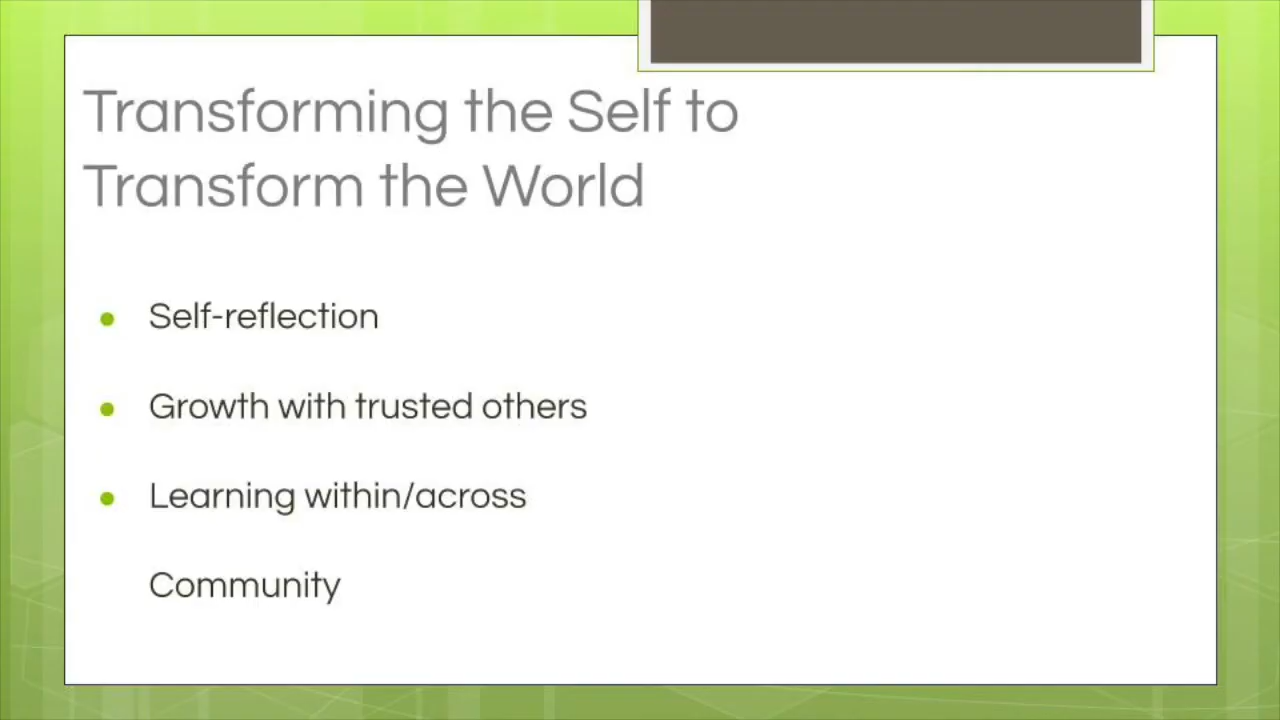 Transforming the Self to
Transform the World
• Self-reflection
• Growth with trusted others
• Learning within/across
Community